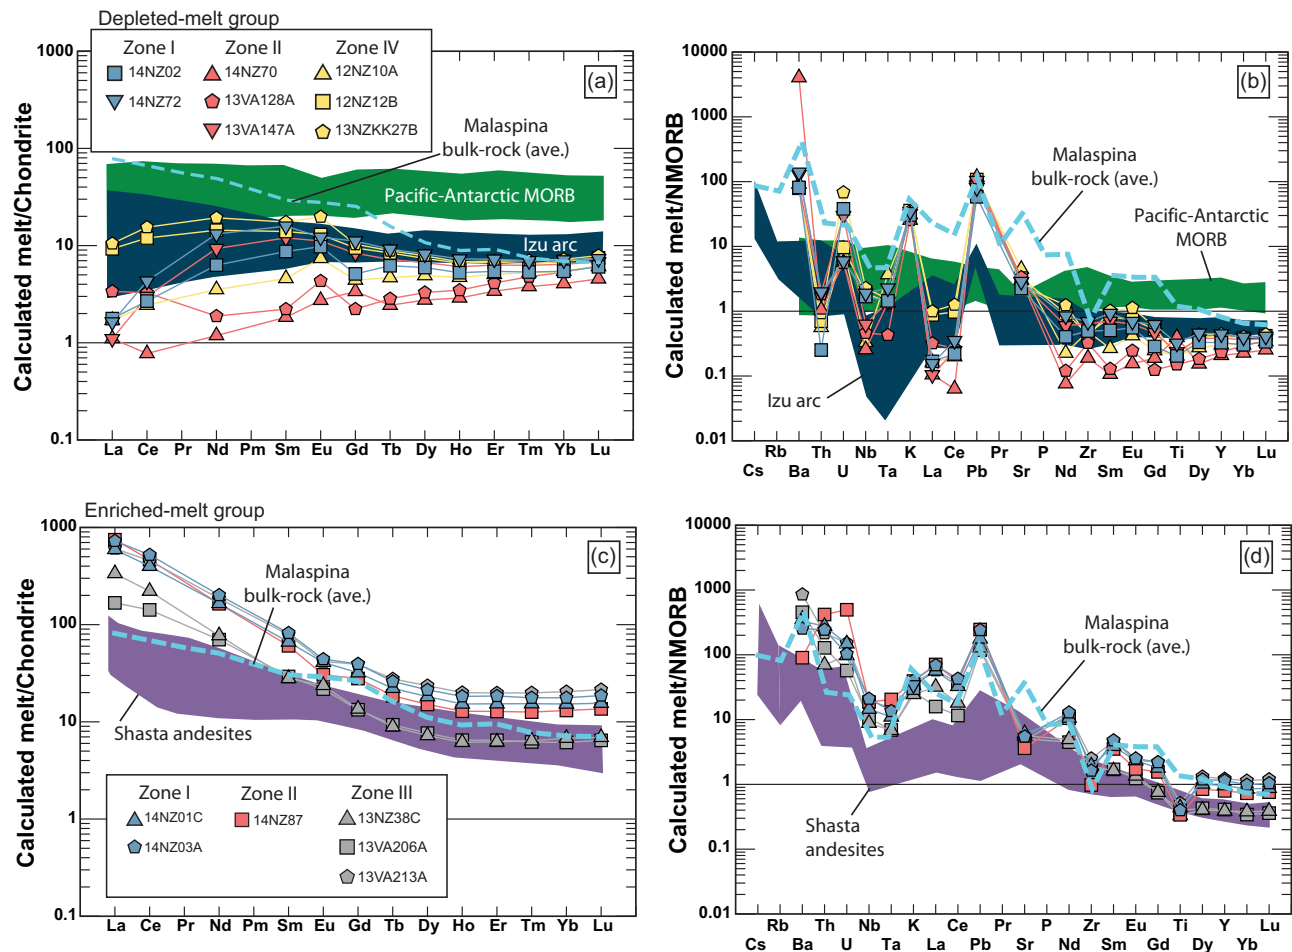 Depleted-melt group
Calculated melt/Chondrite
1000
100
10
1
0.1
Zone I Zone II Zone IV
14NZ02 14NZ70 12NZ10A
14NZ72 13VA128A 12NZ12B
13VA147A 13NZKK27B
(a)
Malaspina
bulk-rock (ave.)
Pacific-Antarctic MORB
Izu arc
La Ce Pr Nd Pm Sm Eu Gd Tb Dy Ho Er Tm Yb Lu
Calculated melt/NMORB
10000
1000
100
10
1
0.1
0.01
(b)
Malaspina
bulk-rock (ave.)
Pacific-Antarctic
MORB
Izu arc
Rb Th Nb K Ce Pr P Zr Eu Ti Y Lu
Cs Ba U Ta La Pb Sr Nd Sm Gd Dy Yb
Enriched-melt group
Calculated melt/Chondrite
1000
100
10
1
0.1
(c)
Malaspina
bulk-rock (ave.)
Shasta andesites
Zone I Zone II Zone III
14NZ01C 14NZ87 13NZ38C
14NZ03A 13VA206A
13VA213A
La Ce Pr Nd Pm Sm Eu Gd Tb Dy Ho Er Tm Yb Lu
Calculated melt/NMORB
10000
1000
100
10
1
0.1
0.01
(d)
Malaspina
bulk-rock (ave.)
Shasta
andesites
Rb Th Nb K Ce Pr P Zr Eu Ti Y Lu
Cs Ba U Ta La Pb Sr Nd Sm Gd Dy Yb